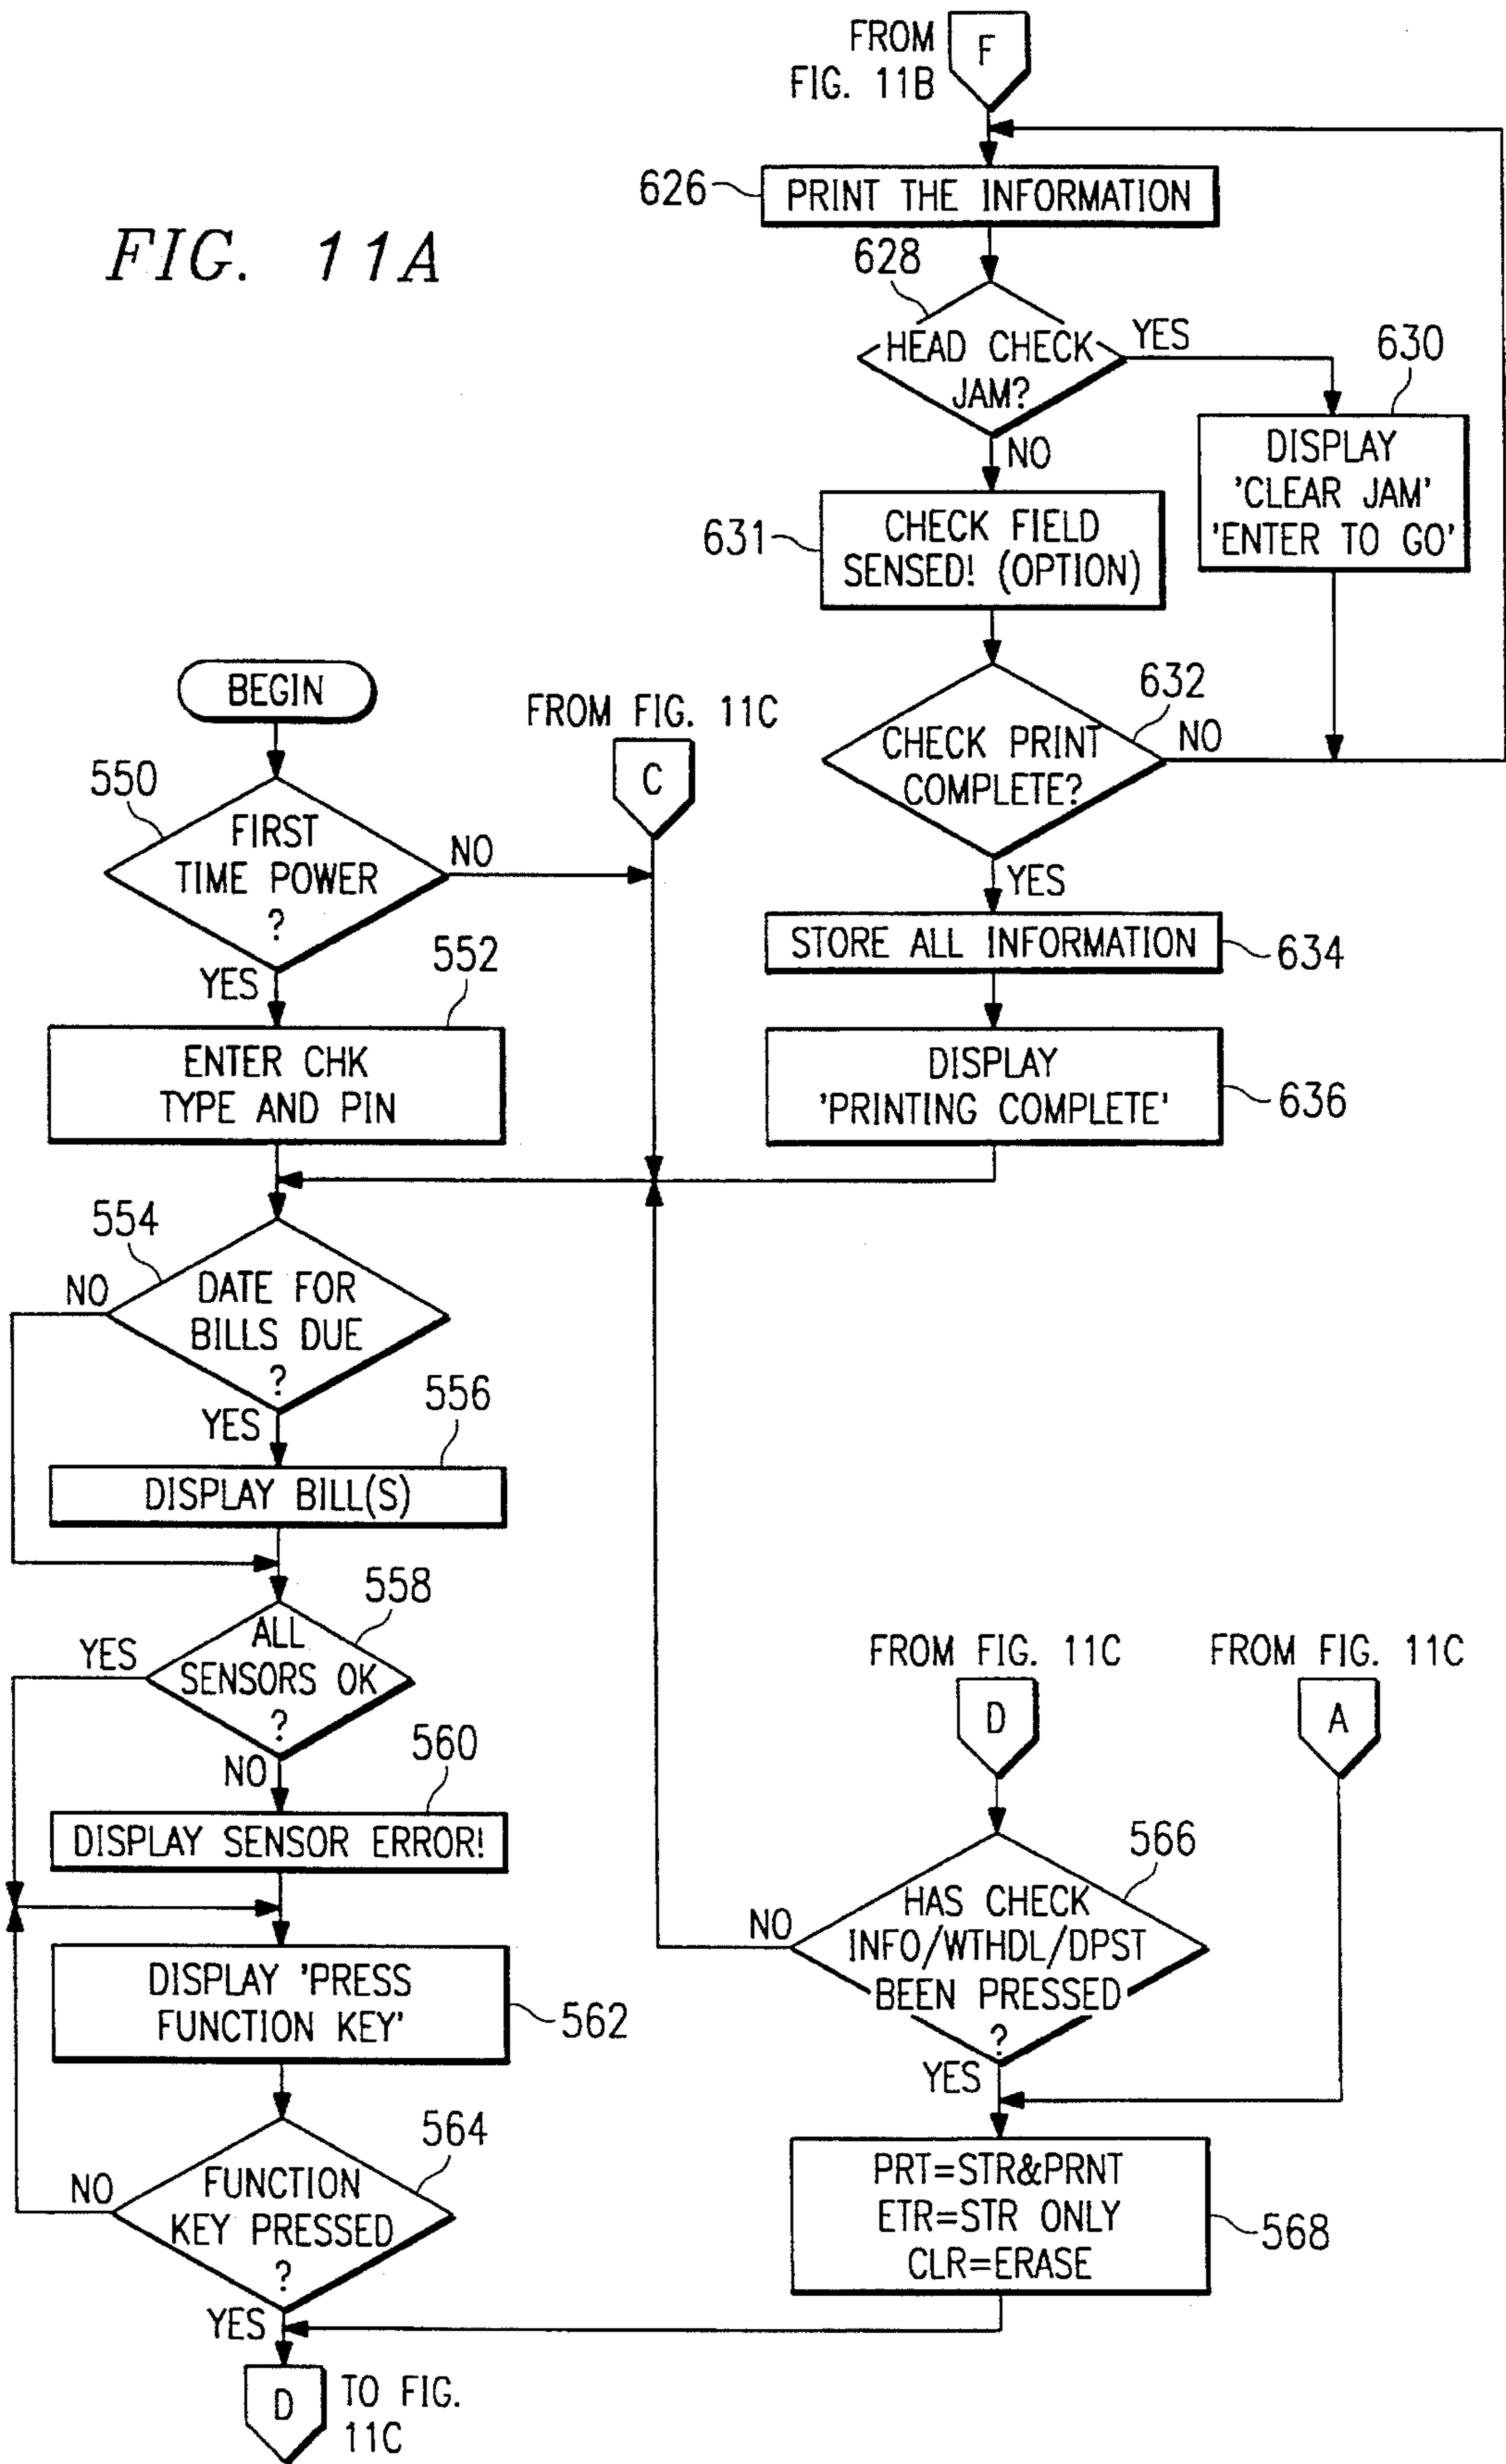 FIG. 11A
FROM
FIG. 11B
F
626
PRINT THE INFORMATION
628
HEAD CHECK
JAM?
YES
NO
630
DISPLAY
'CLEAR JAM'
'ENTER TO GO'
631
CHECK FIELD
SENSED! (OPTION)
632
CHECK PRINT
COMPLETE?
NO
YES
STORE ALL INFORMATION
634
DISPLAY
'PRINTING COMPLETE'
636
BEGIN
550
FIRST
TIME POWER
?
NO
YES
FROM FIG. 11C
C
552
ENTER CHK
TYPE AND PIN
554
DATE FOR
BILLS DUE
?
NO
YES
556
DISPLAY BILL(S)
558
ALL
SENSORS OK
?
YES
NO
560
DISPLAY SENSOR ERROR!
DISPLAY 'PRESS
FUNCTION KEY'
562
564
FUNCTION
KEY PRESSED
?
NO
YES
D
TO FIG.
11C
FROM FIG. 11C
D
FROM FIG. 11C
A
566
HAS CHECK
INFO/WTHDL/DPST
BEEN PRESSED
?
NO
YES
PRT=STR&PRNT
ETR=STR ONLY
CLR=ERASE
568